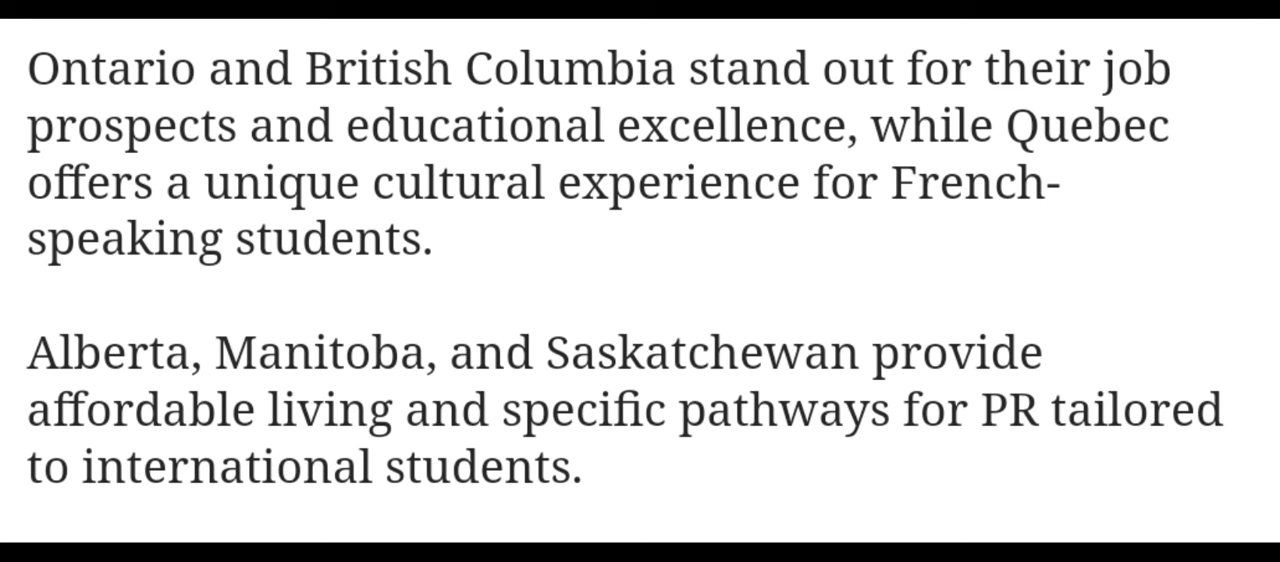 Ontario and British Columbia stand out for their job
prospects and educational excellence, while Quebec
offers a unique cultural experience for French-
speaking students.
Alberta, Manitoba, and Saskatchewan provide
affordable living and specific pathways for PR tailored
to international students.